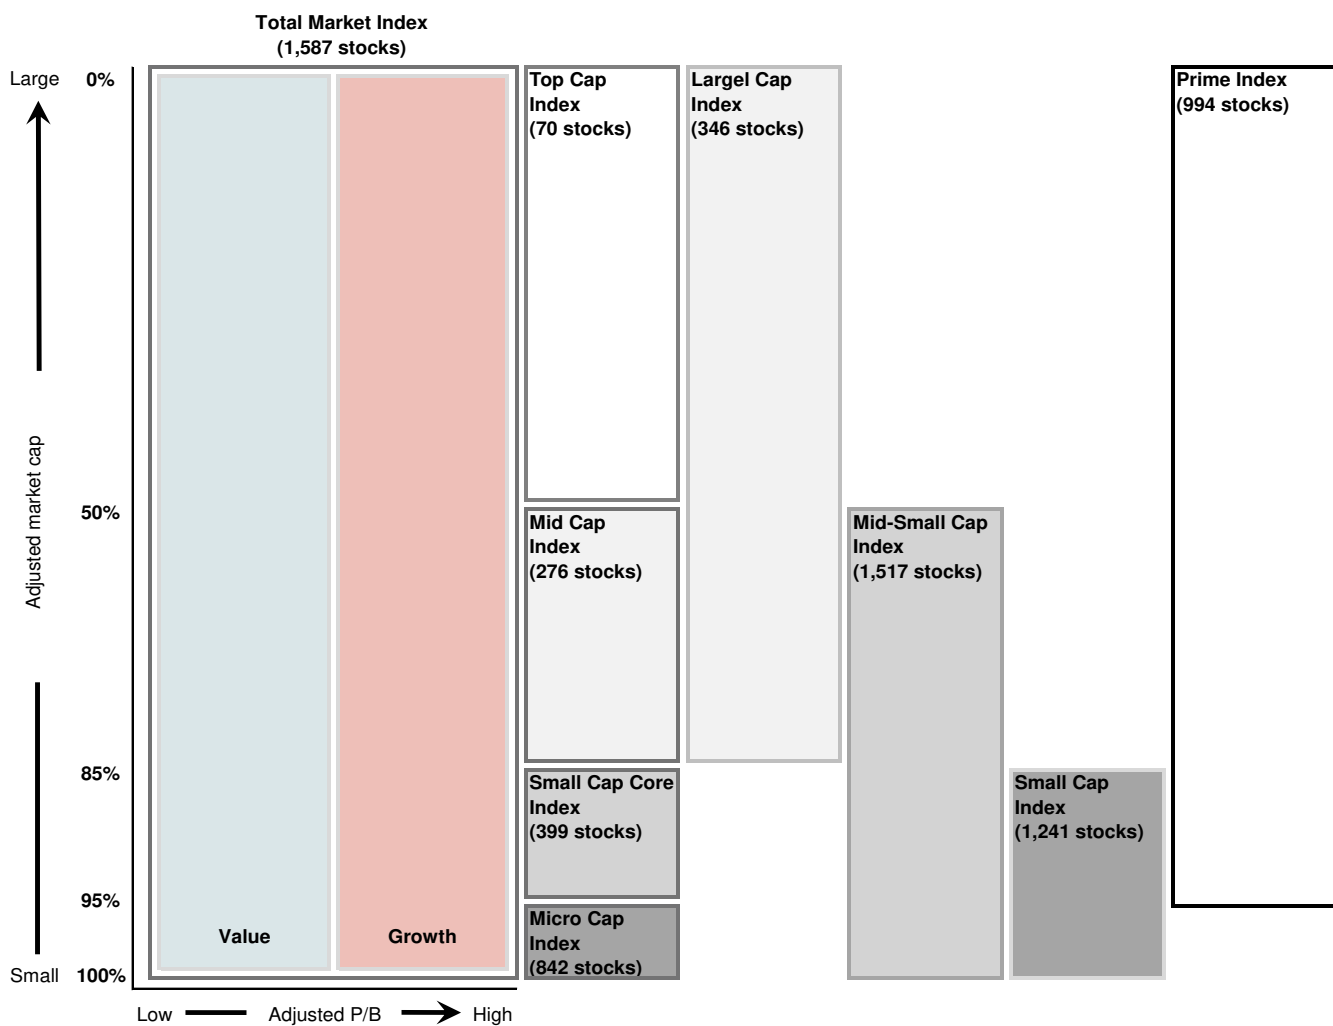 Total Market Index
(1,587 stocks)
Large
0%
Top Cap
Index
(70 stocks)
Largel Cap
Index
(346 stocks)
Prime Index
(994 stocks)
Adjusted market cap
50%
Mid Cap
Index
(276 stocks)
Mid-Small Cap
Index
(1,517 stocks)
85%
Small Cap Core
Index
(399 stocks)
Small Cap
Index
(1,241 stocks)
95%
Micro Cap
Index
(842 stocks)
Value
Growth
Small
100%
Low
Adjusted P/B
High